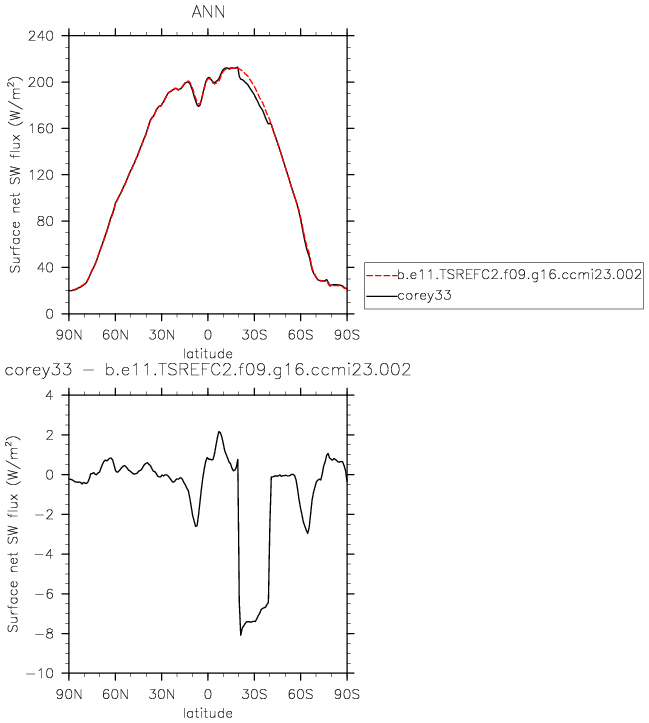 ANN
240
200
160
120
80
40
0
Surface net SW flux (W/m²)
90N 60N 30N 0 30S 60S 90S
latitude
b.e11.TSREFC2.f09.g16.ccmi23.002
corey33
corey33 − b.e11.TSREFC2.f09.g16.ccmi23.002
4
2
0
−2
−4
−6
−8
−10
Surface net SW flux (W/m²)
90N 60N 30N 0 30S 60S 90S
latitude